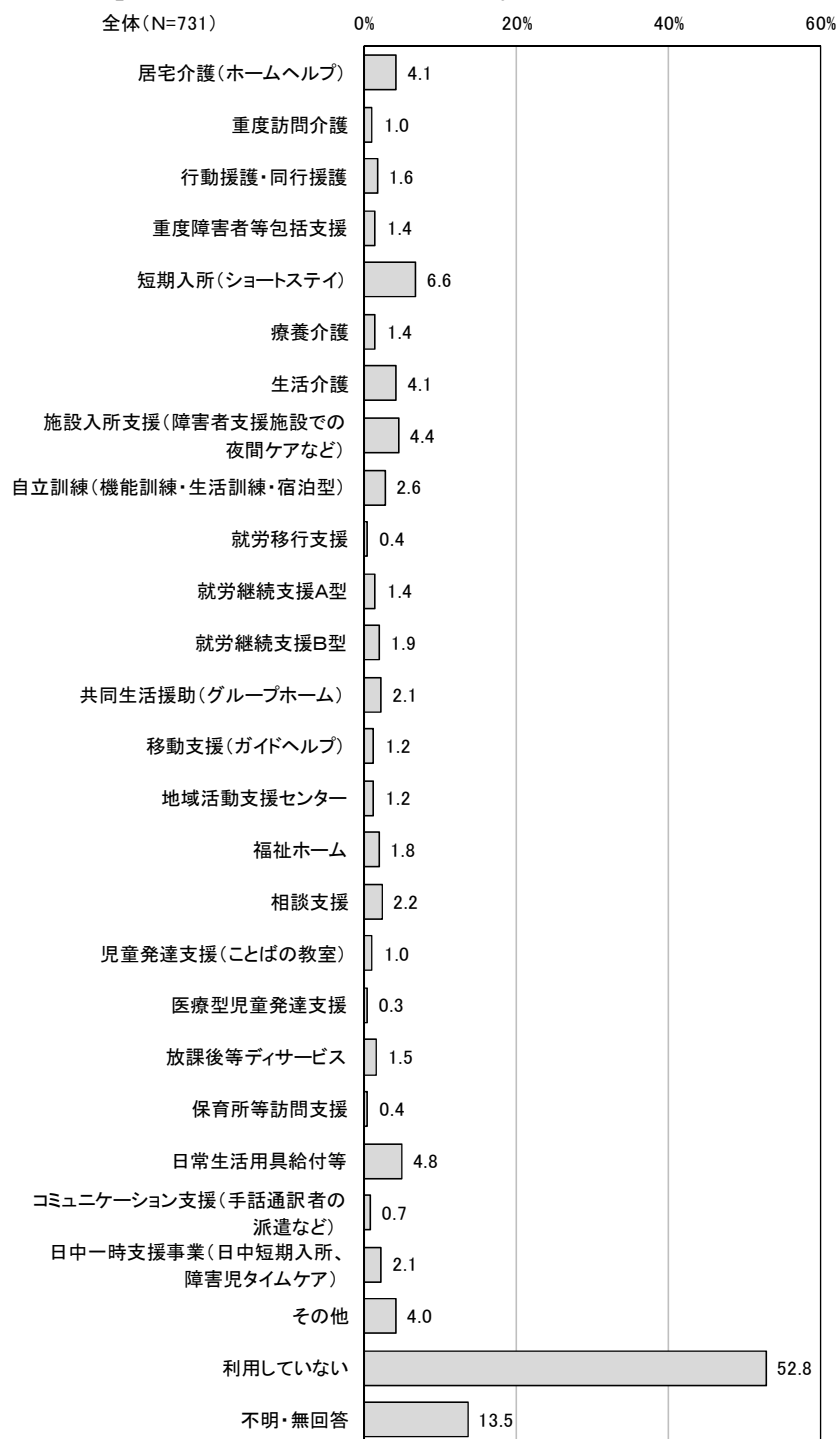 全体（N=731）
0% 20% 40% 60%
居宅介護（ホームヘルプ） 4.1
重度訪問介護 1.0
行動援護・同行援護 1.6
重度障害者等包括支援 1.4
短期入所（ショートステイ） 6.6
療養介護 1.4
生活介護 4.1
施設入所支援（障害者支援施設での
夜間ケアなど） 4.4
自立訓練（機能訓練・生活訓練・宿泊型） 2.6
就労移行支援 0.4
就労継続支援A型 1.4
就労継続支援B型 1.9
共同生活援助（グループホーム） 2.1
移動支援（ガイドヘルプ） 1.2
地域活動支援センター 1.2
福祉ホーム 1.8
相談支援 2.2
児童発達支援（ことばの教室） 1.0
医療型児童発達支援 0.3
放課後等ディサービス 1.5
保育所等訪問支援 0.4
日常生活用具給付等 4.8
コミュニケーション支援（手話通訳者の
派遣など） 0.7
日中一時支援事業（日中短期入所、
障害児タイムケア） 2.1
その他 4.0
利用していない 52.8
不明・無回答 13.5